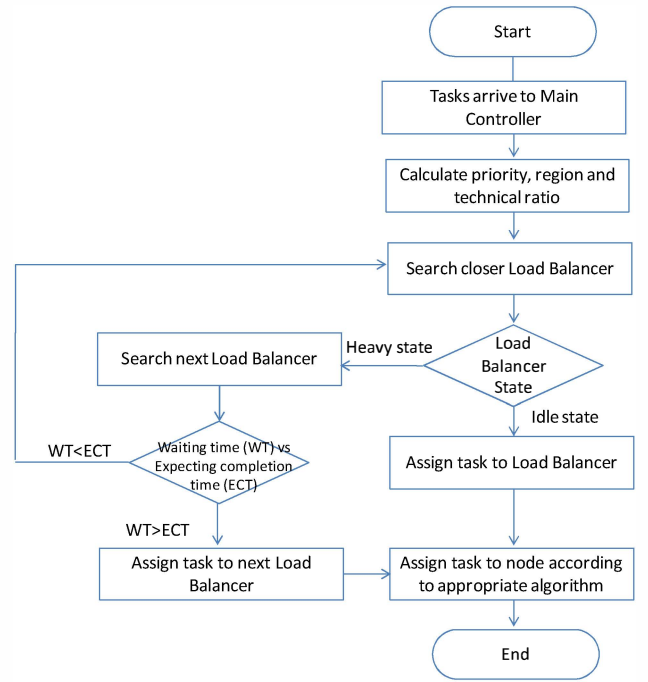 Start
Tasks arrive to Main
Controller
Calculate priority, region and
technical ratio
Search closer Load Balancer
Load
Balancer
State
Heavy state
Search next Load Balancer
Idle state
Waiting time (WT) vs
Expecting completion
time (ECT)
WT<ECT
Assign task to Load Balancer
WT>ECT
Assign task to next Load
Balancer
Assign task to node according
to appropriate algorithm
End